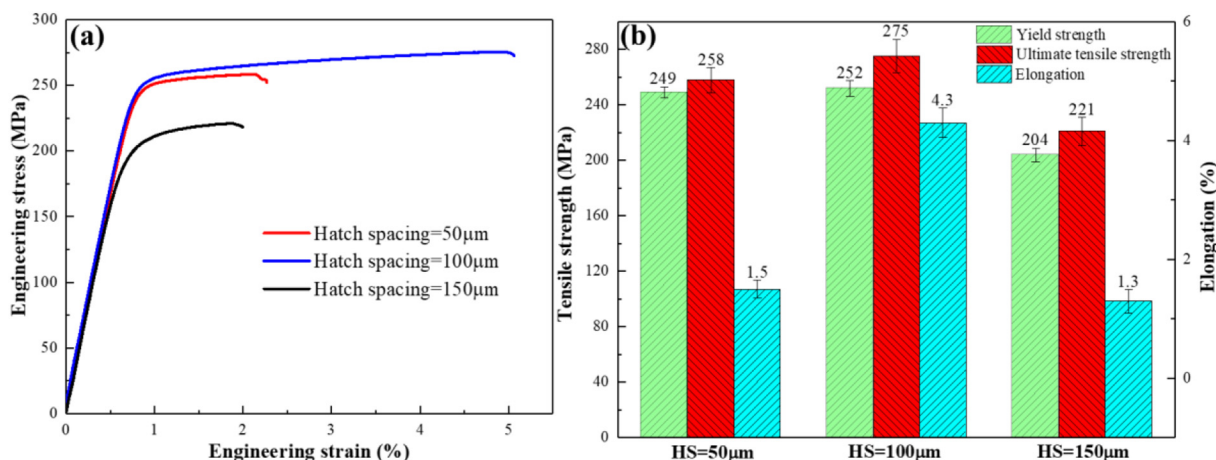 (a)
Engineering stress (MPa)
300
250
200
150
100
50
0
Hatch spacing=50μm
Hatch spacing=100μm
Hatch spacing=150μm
0 1 2 3 4 5
Engineering strain (%)
(b)
Tensile strength (MPa)
280
240
200
160
120
80
40
0
Yield strength
Ultimate tensile strength
Elongation
249
258
1.5
252
275
4.3
204
221
1.3
HS=50μm HS=100μm HS=150μm
6
4
2
0
Elongation (%)